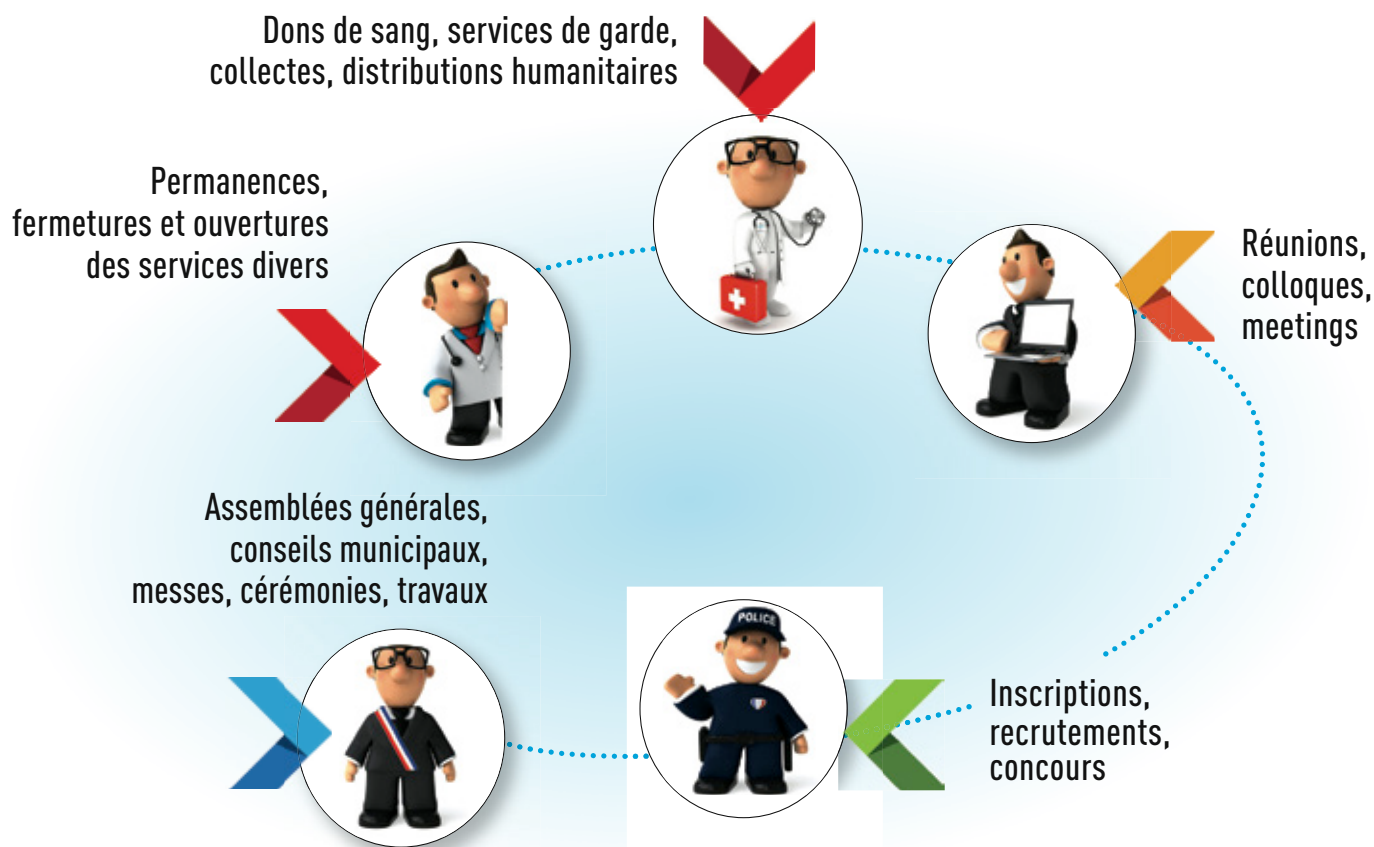 Dons de sang, services de garde,
collectes, distributions humanitaires
Permanences,
fermetures et ouvertures
des services divers
Réunions,
colloques,
meetings
Assemblées générales,
conseils municipaux,
messes, cérémonies, travaux
POLICE
Inscriptions,
recrutements,
concours